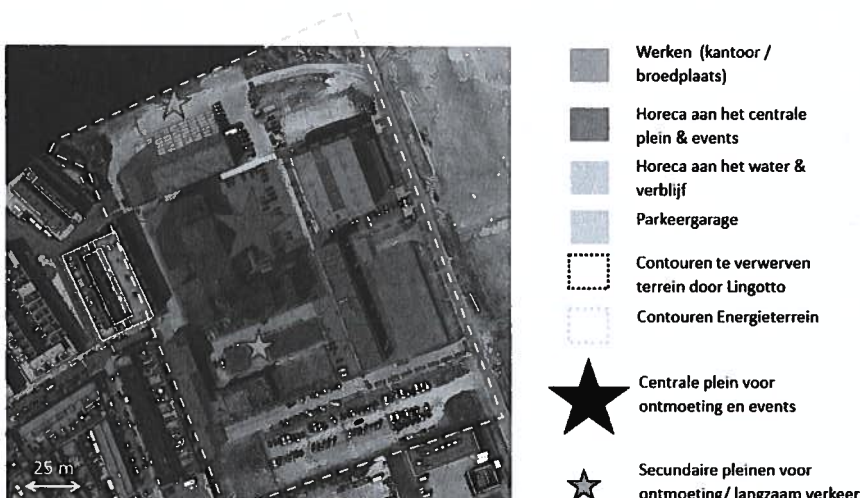 Werken (kantoor /
broedplaats)
Horeca aan het centrale
plein & events
Horeca aan het water &
verblijf
Parkeergarage
Contouren te verwerven
terrein door Lingotto
Contouren Energieterrein
Centrale plein voor
ontmoeting en events
Secundaire pleinen voor
ontmoeting/ langzaam verkeer
25 m